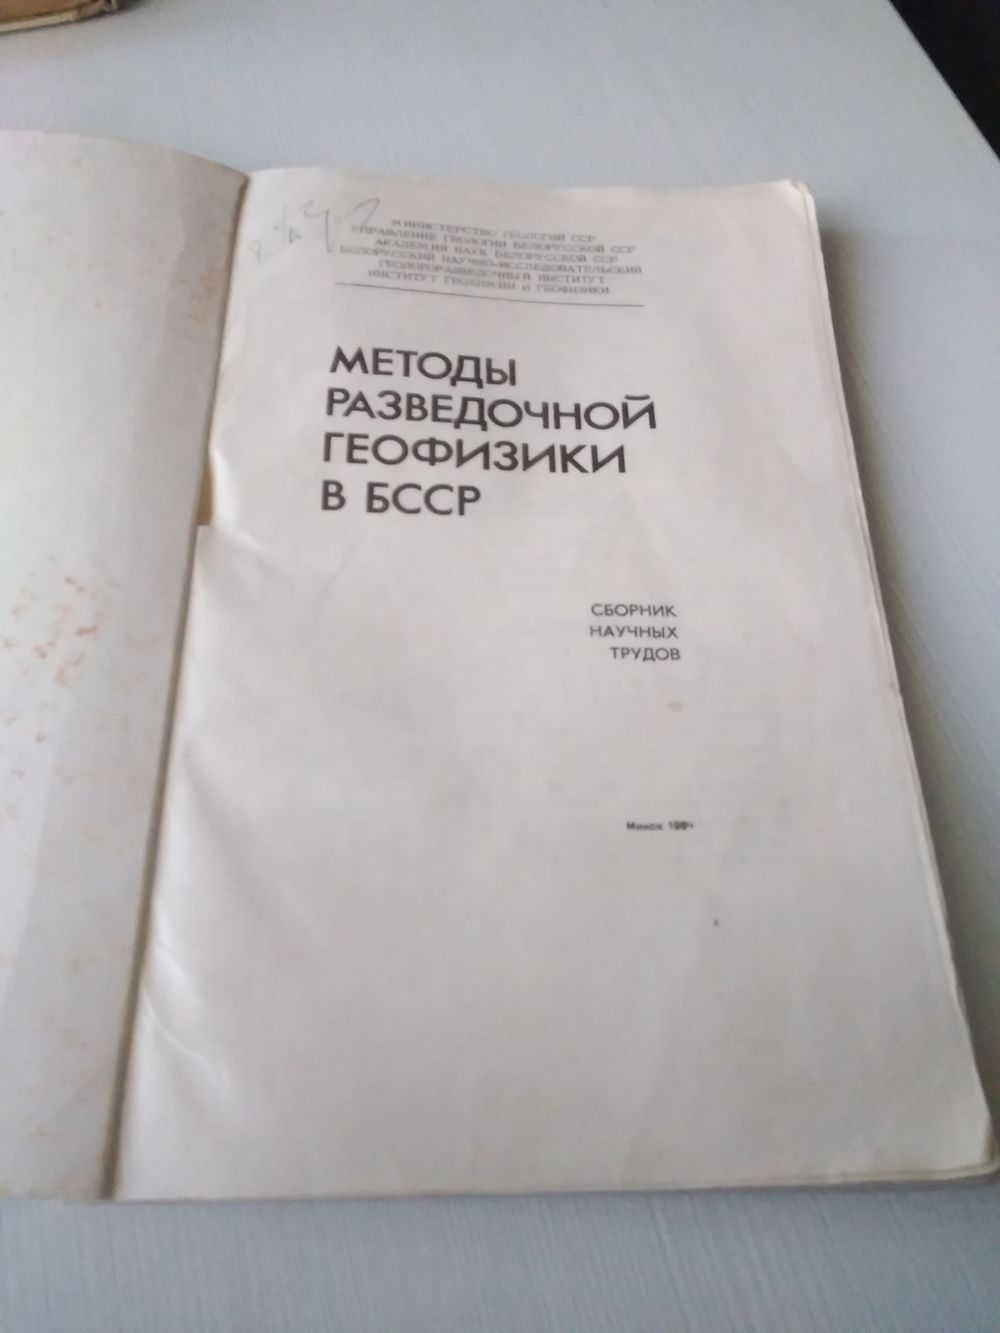 МИНИСТЕРСТВО ГЕОЛОГИИ ССР
УПРАВЛЕНИЕ ГЕОЛОГИИ БЕЛОРУССКОЙ ССР
АКАДЕМИЯ НАУК БЕЛОРУССКОЙ ССР
БЕЛОРУССКИЙ НАУЧНО-ИССЛЕДОВАТЕЛЬСКИЙ
ГЕОЛОГОРАЗВЕДОЧНЫЙ ИНСТИТУТ
ИНСТИТУТ ГЕОХИМИИ И ГЕОФИЗИКИ
МЕТОДЫ
РАЗВЕДОЧНОЙ
ГЕОФИЗИКИ
В БССР
СБОРНИК
НАУЧНЫХ
ТРУДОВ
Минск 1984